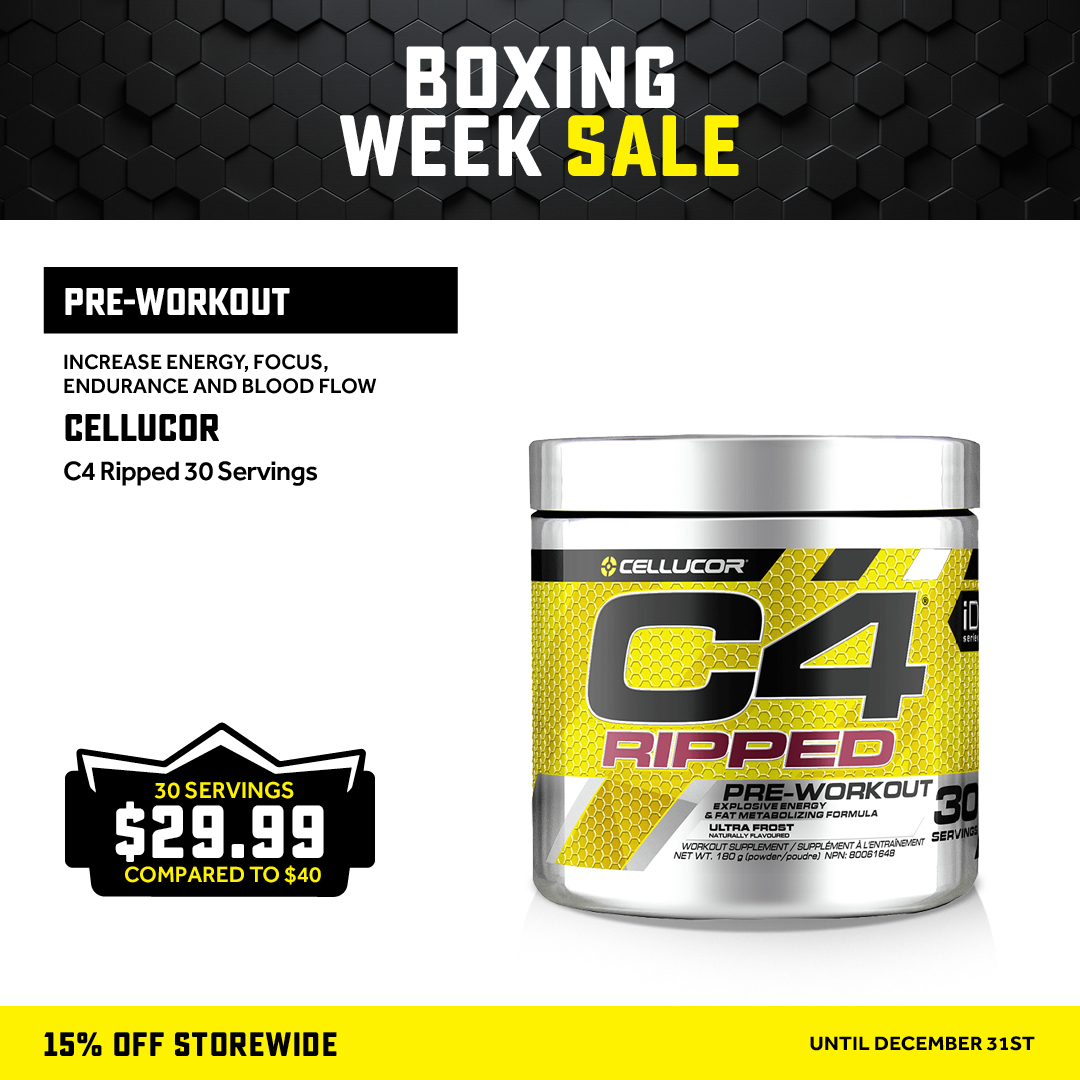 BOXING
WEEK SALE
PRE-WORKOUT
INCREASE ENERGY, FOCUS,
ENDURANCE AND BLOOD FLOW
CELLUCOR
C4 Ripped 30 Servings
CELLUCOR
C4®
iD
series
RIPPED
PRE-WORKOUT
EXPLOSIVE ENERGY
& FAT METABOLIZING FORMULA
ULTRA FROST
NATURALLY FLAVOURED
30
SERVINGS
WORKOUT SUPPLEMENT / SUPPLÉMENT À L'ENTRAÎNEMENT
NET WT. 180 g (powder/poudre) NPN: 80061648
30 SERVINGS
$29.99
COMPARED TO $40
15% OFF STOREWIDE
UNTIL DECEMBER 31ST